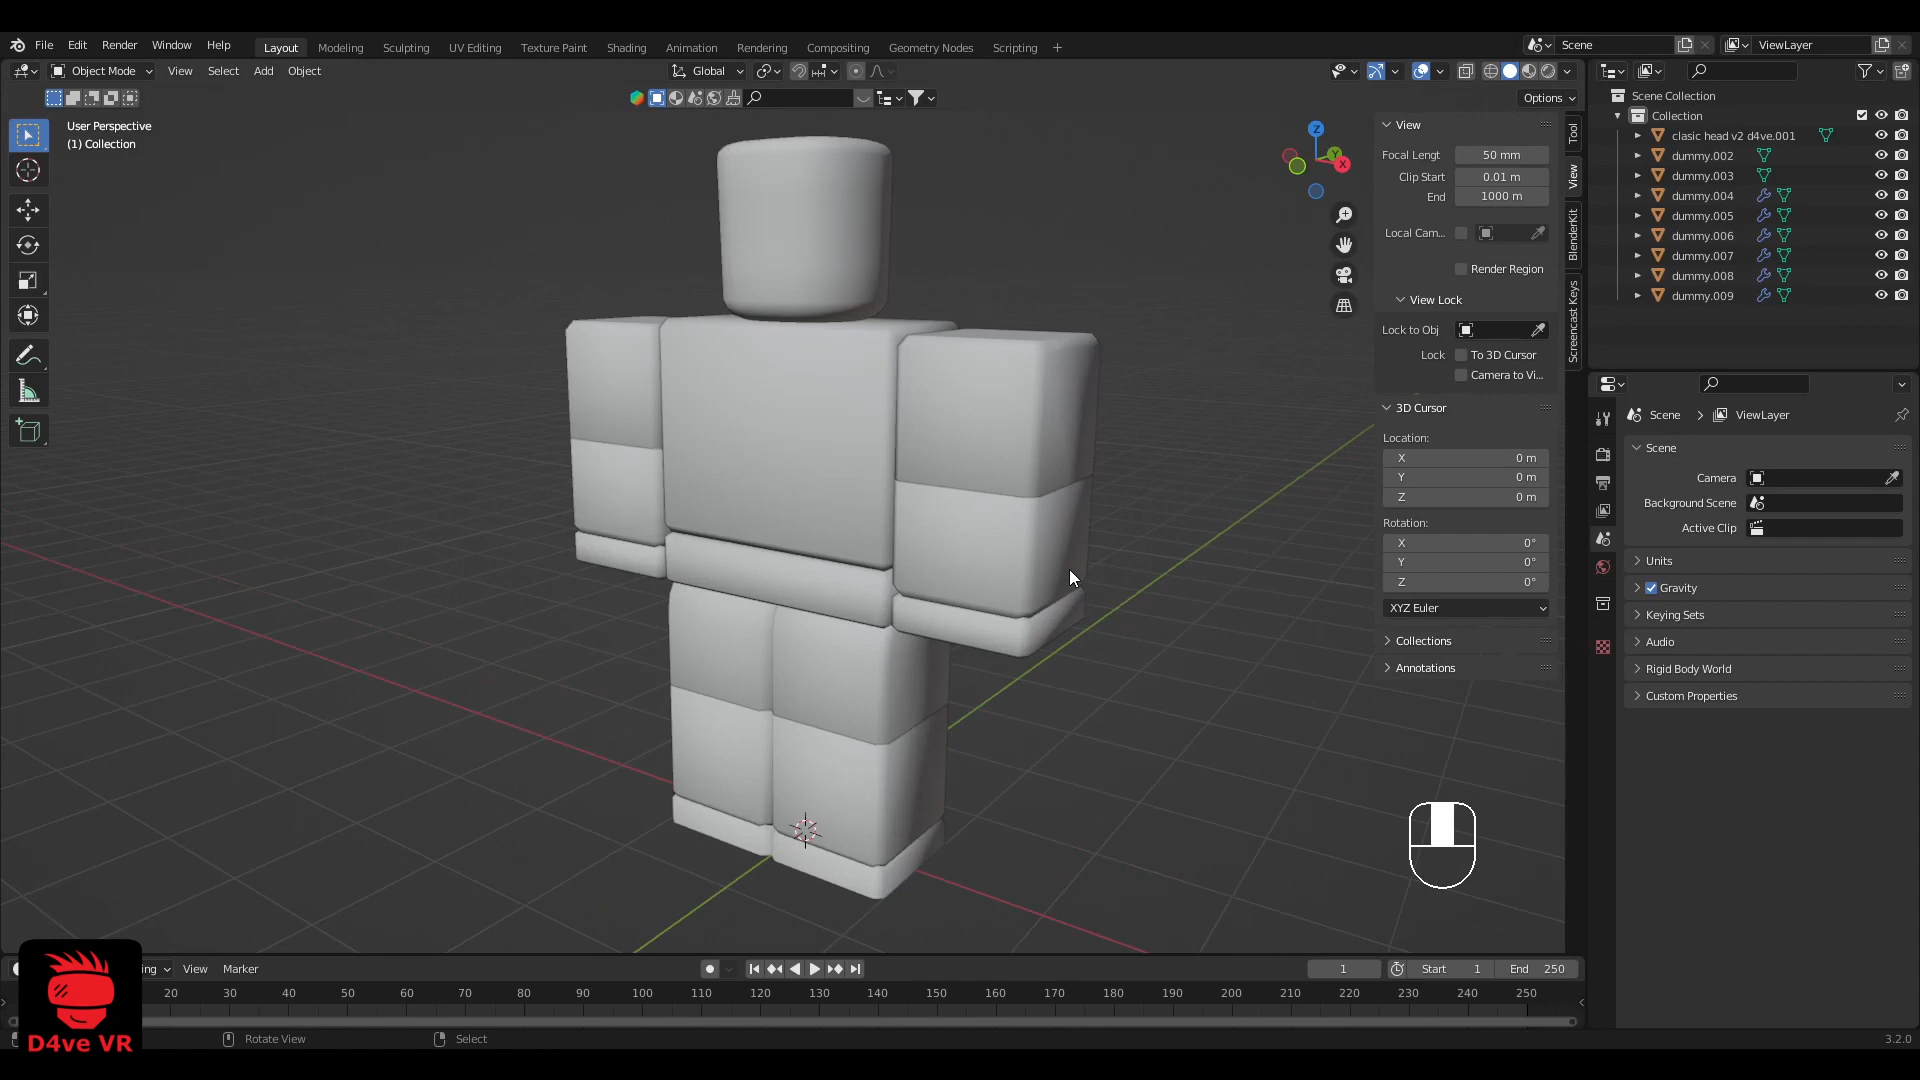 File Edit Render Window Help
Layout Modeling Sculpting UV Editing Texture Paint Shading Animation Rendering Compositing Geometry Nodes Scripting +
Scene ViewLayer
Object Mode View Select Add Object
Global
Options
User Perspective
(1) Collection
Z
Y
X
View
Focal Lengt 50 mm
Clip Start 0.01 m
End 1000 m
Local Cam...
Render Region
View Lock
Lock to Obj
Lock To 3D Cursor
Camera to Vi...
3D Cursor
Location:
X 0 m
Y 0 m
Z 0 m
Rotation:
X 0°
Y 0°
Z 0°
XYZ Euler
Collections
Annotations
Tool
View
BlenderKit
Screencast Keys
Scene Collection
Collection
clasic head v2 d4ve.001
dummy.002
dummy.003
dummy.004
dummy.005
dummy.006
dummy.007
dummy.008
dummy.009
Scene ViewLayer
Scene
Camera
Background Scene
Active Clip
Units
Gravity
Keying Sets
Audio
Rigid Body World
Custom Properties
ing View Marker
1 Start 1 End 250
20 30 40 50 60 70 80 90 100 110 120 130 140 150 160 170 180 190 200 210 220 230 240 250
D4ve VR
Rotate View Select
3.2.0